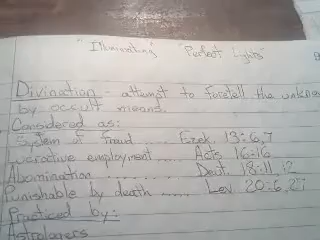 "Illuminating" "Perfect Lights"
Divination - attempt to foretell the unknown
by occult means.
Considered as:
System of Fraud .... Ezek. 13:6,7
ucrative employment .... Acts 16:16
Abomination ........ Deut. 18:11,12
Punishable by death ..... Lev. 20:6,27
Practiced by:
Astrologers